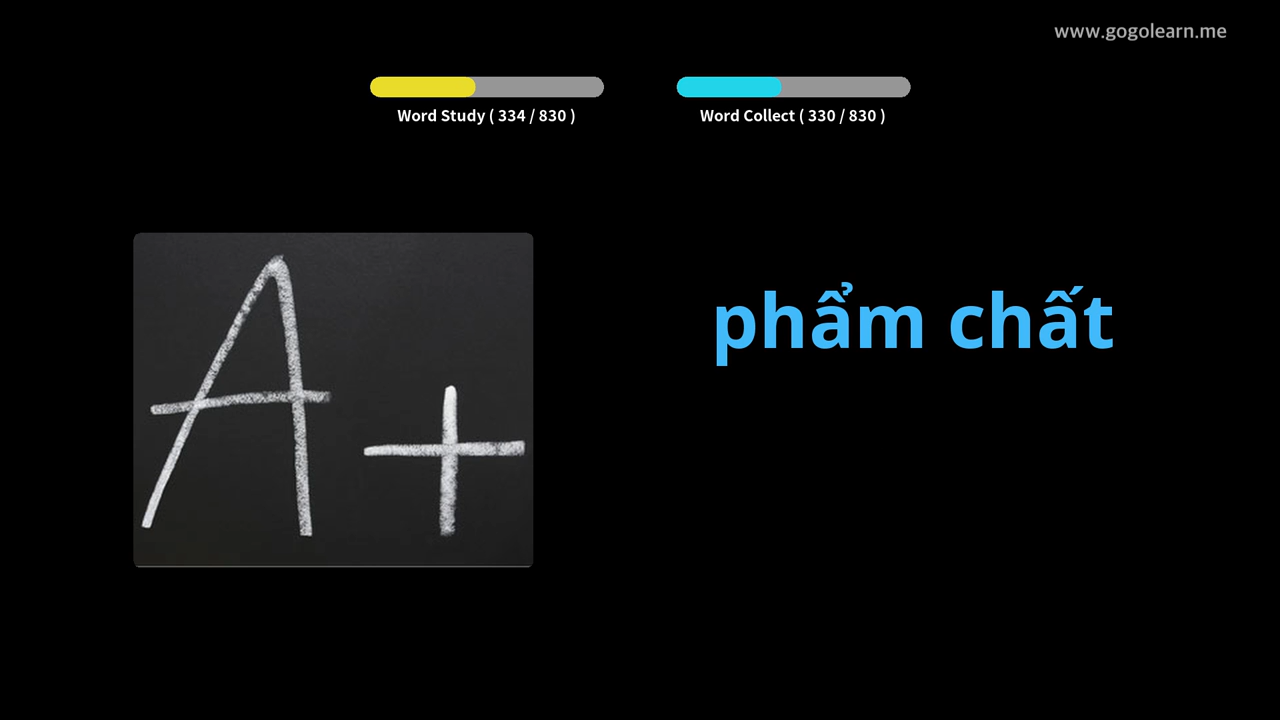 www.gogolearn.me
Word Study ( 334 / 830 )
Word Collect ( 330 / 830 )
A+
phẩm chất